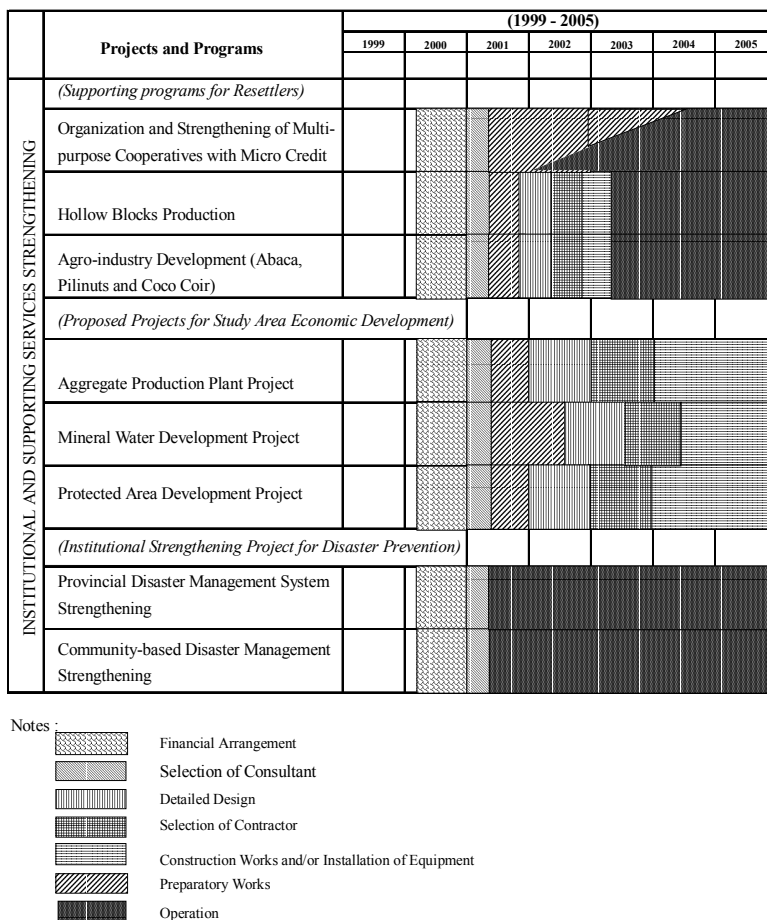 (1999 - 2005)
Projects and Programs
1999 2000 2001 2002 2003 2004 2005
INSTITUTIONAL AND SUPPORTING SERVICES STRENGTHENING
(Supporting programs for Resettlers)
Organization and Strengthening of Multi-
purpose Cooperatives with Micro Credit
Hollow Blocks Production
Agro-industry Development (Abaca,
Pilinuts and Coco Coir)
(Proposed Projects for Study Area Economic Development)
Aggregate Production Plant Project
Mineral Water Development Project
Protected Area Development Project
(Institutional Strengthening Project for Disaster Prevention)
Provincial Disaster Management System
Strengthening
Community-based Disaster Management
Strengthening
Notes :
Financial Arrangement
Selection of Consultant
Detailed Design
Selection of Contractor
Construction Works and/or Installation of Equipment
Preparatory Works
Operation